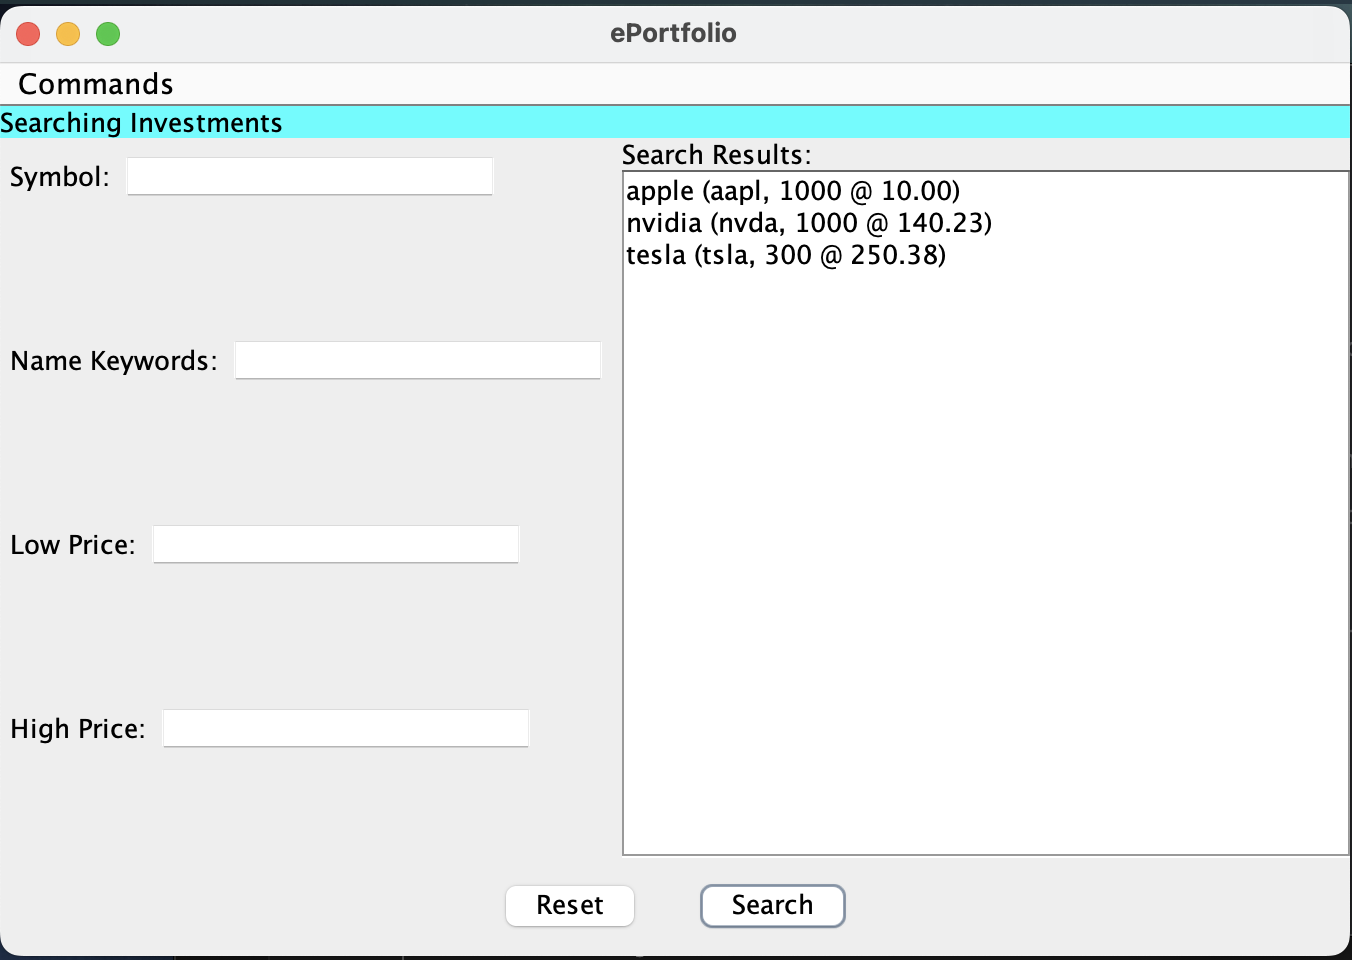 ePortfolio
Commands
Searching Investments
Symbol:
Name Keywords:
Low Price:
High Price:
Search Results:
apple (aapl, 1000 @ 10.00)
nvidia (nvda, 1000 @ 140.23)
tesla (tsla, 300 @ 250.38)
Reset
Search